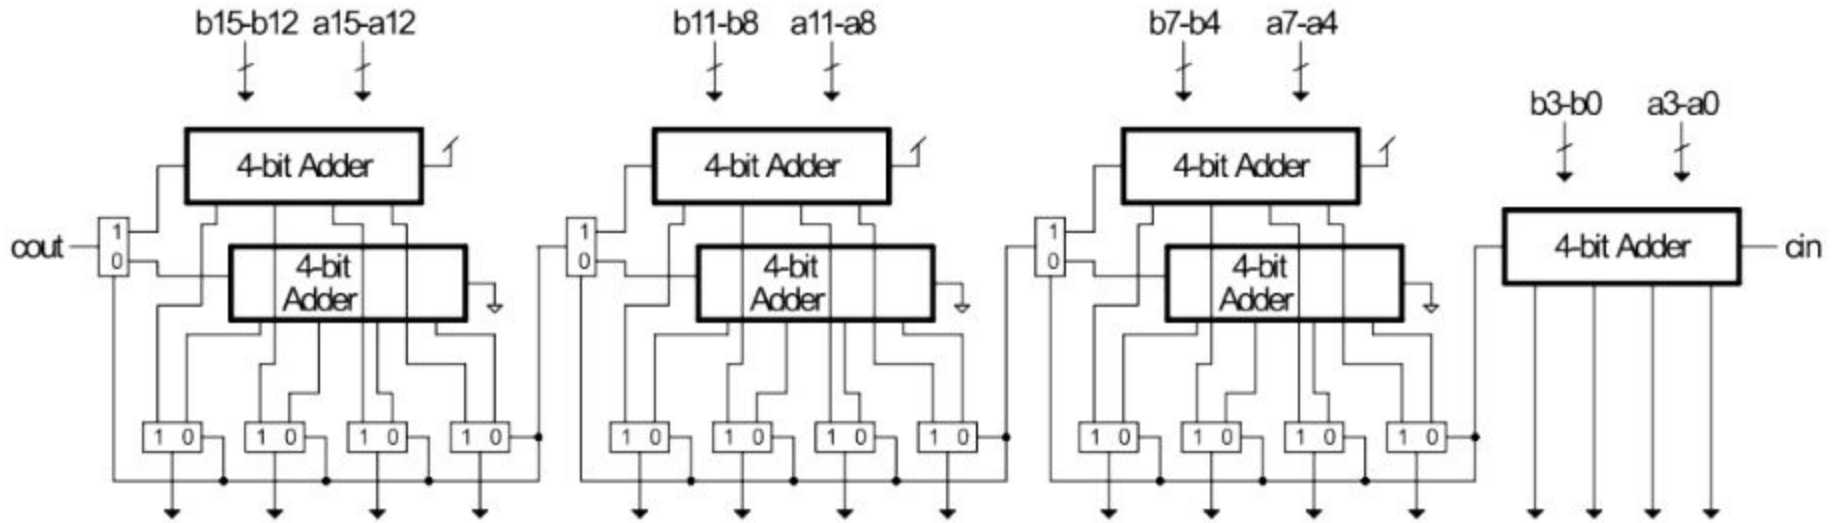 b15-b12 a15-a12
b11-b8 a11-a8
b7-b4 a7-a4
b3-b0 a3-a0
4-bit Adder
4-bit Adder
4-bit Adder
4-bit Adder
cin
cout
1
0
1
0
1
0
4-bit
Adder
4-bit
Adder
4-bit
Adder
1 0
1 0
1 0
1 0
1 0
1 0
1 0
1 0
1 0
1 0
1 0
1 0